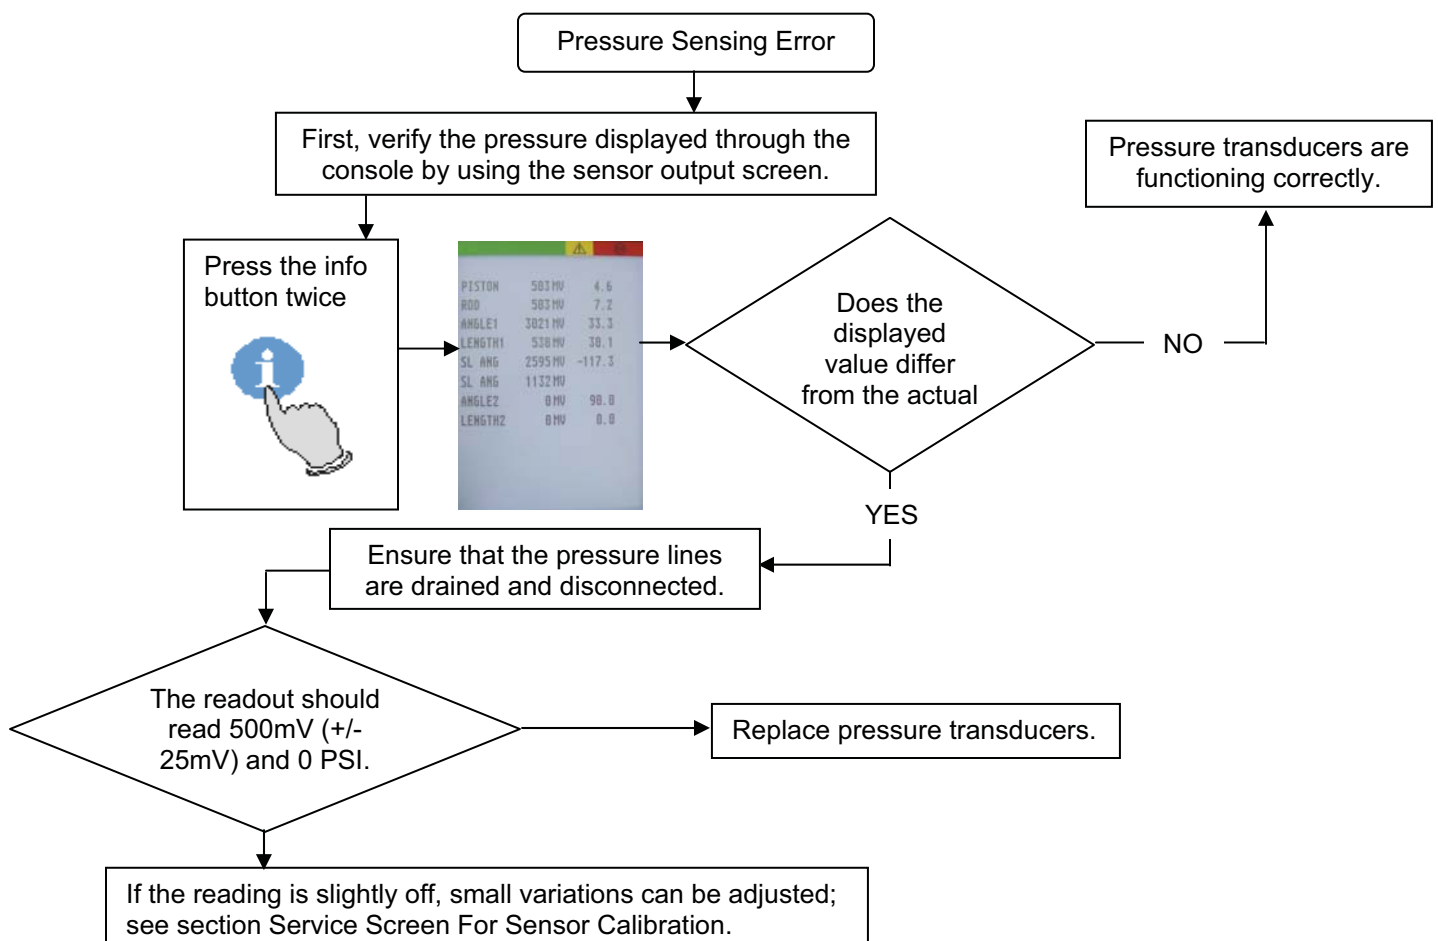 Pressure Sensing Error
First, verify the pressure displayed through the
console by using the sensor output screen.
Pressure transducers are
functioning correctly.
Press the info
button twice
PISTON 503 MV 4.6
ROD 503 MV 7.2
ANGLE1 3021 MV 33.3
LENGTH1 538 MV 38.1
SL ANG 2595 MV -117.3
SL ANG 1132 MV
ANGLE2 0 MV 90.0
LENGTH2 0 MV 0.0
Does the
displayed
value differ
from the actual
NO
YES
Ensure that the pressure lines
are drained and disconnected.
The readout should
read 500mV (+/-
25mV) and 0 PSI.
Replace pressure transducers.
If the reading is slightly off, small variations can be adjusted;
see section Service Screen For Sensor Calibration.